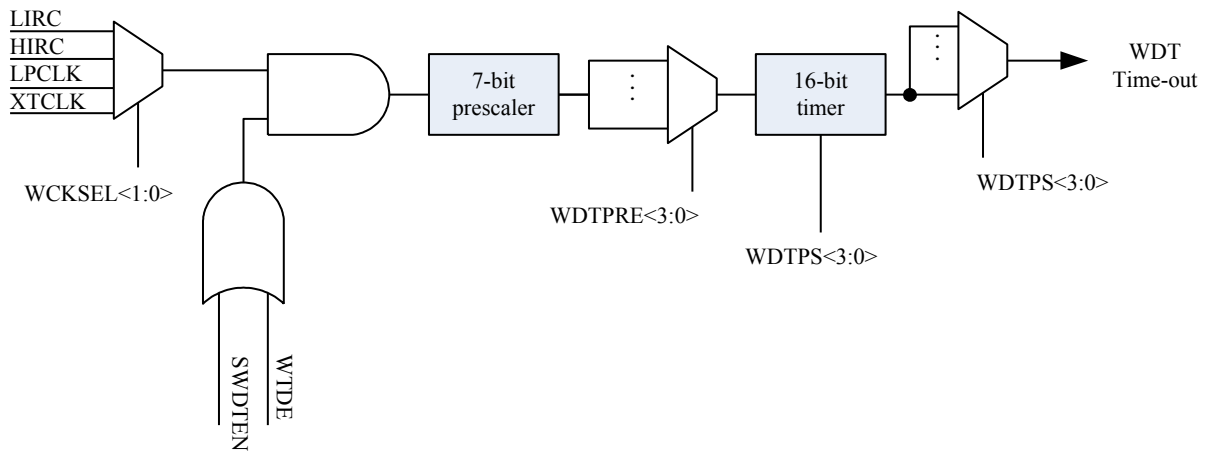 LIRC
HIRC
LPCLK
XTCLK
WCKSEL<1:0>
SWDTEN
WTDE
7-bit
prescaler
⋮
WDTPRE<3:0>
16-bit
timer
WDTPS<3:0>
⋮
WDTPS<3:0>
WDT
Time-out